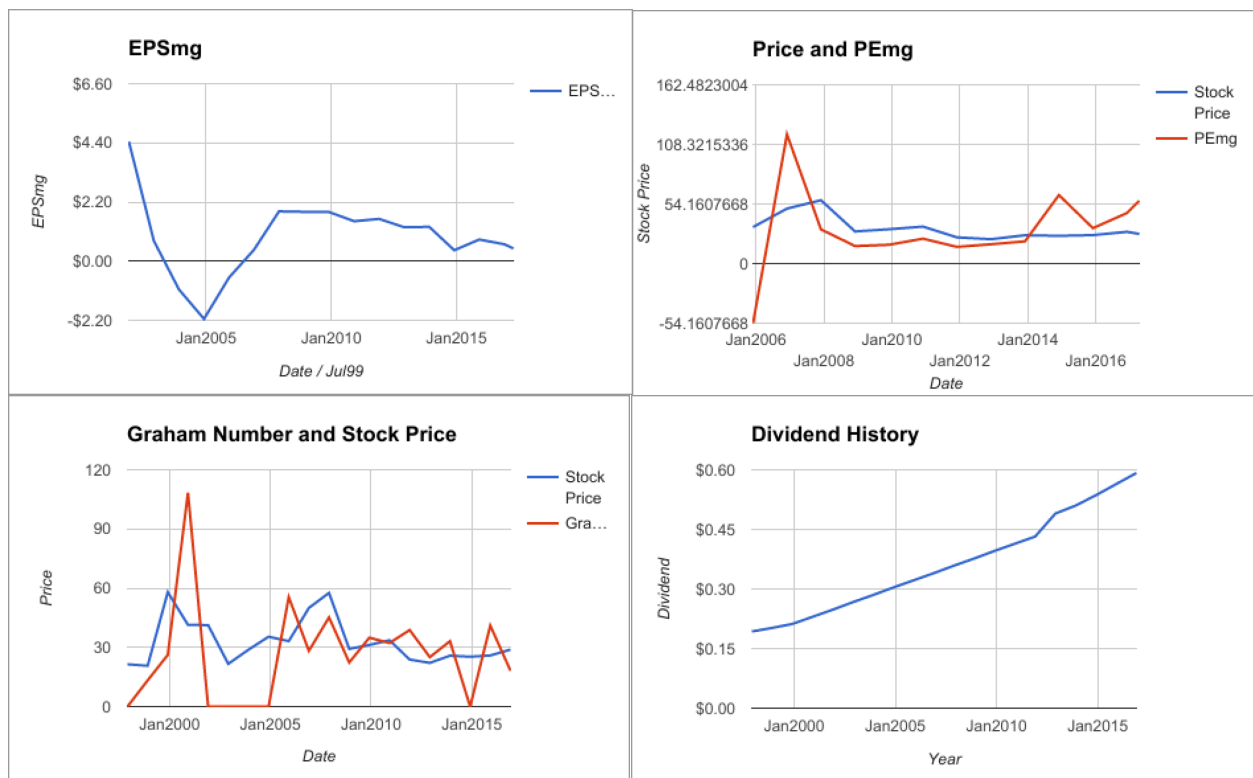 EPSmg
$6.60
$4.40
$2.20
$0.00
-$2.20
EPSmg
Jan2005
Jan2010
Jan2015
Date / Jul99
EPS…
Price and PEmg
162.4823004
108.3215336
54.1607668
0
-54.1607668
Stock Price
Jan2006
Jan2008
Jan2010
Jan2012
Jan2014
Jan2016
Date
Stock
Price
PEmg
Graham Number and Stock Price
120
90
60
30
0
Price
Jan2000
Jan2005
Jan2010
Jan2015
Date
Stock
Price
Gra…
Dividend History
$0.60
$0.45
$0.30
$0.15
$0.00
Dividend
Jan2000
Jan2005
Jan2010
Jan2015
Year